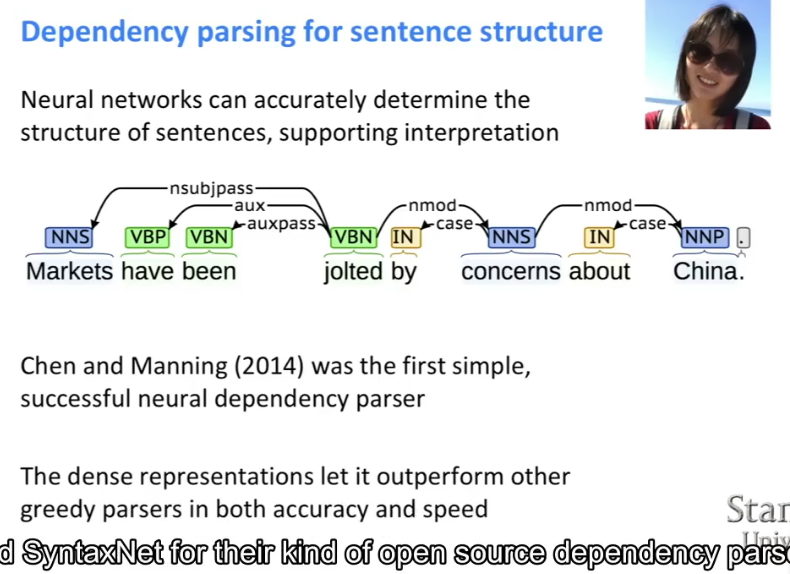 Dependency parsing for sentence structure
Neural networks can accurately determine the
structure of sentences, supporting interpretation
nsubjpass
aux
auxpass
nmod
case
nmod
case
NNS VBP VBN VBN IN NNS IN NNP .
Markets have been jolted by concerns about China.
Chen and Manning (2014) was the first simple,
successful neural dependency parser
The dense representations let it outperform other
greedy parsers in both accuracy and speed
Stan
Univ
d SyntaxNet for their kind of open source dependency parse